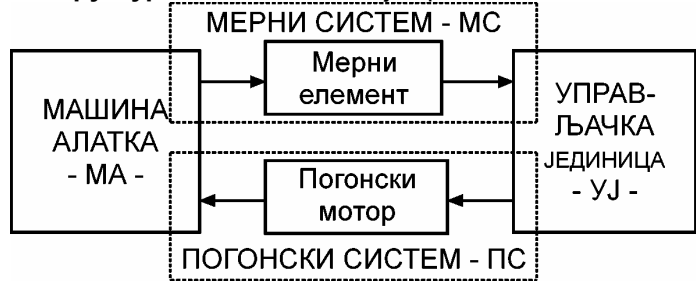 МЕРНИ СИСТЕМ - МС
Мерни
елемент
МАШИНА
АЛАТКА
- МА -
УПРАВ-
ЉАЧКА
ЈЕДИНИЦА
- УЈ -
Погонски
мотор
ПОГОНСКИ СИСТЕМ - ПС